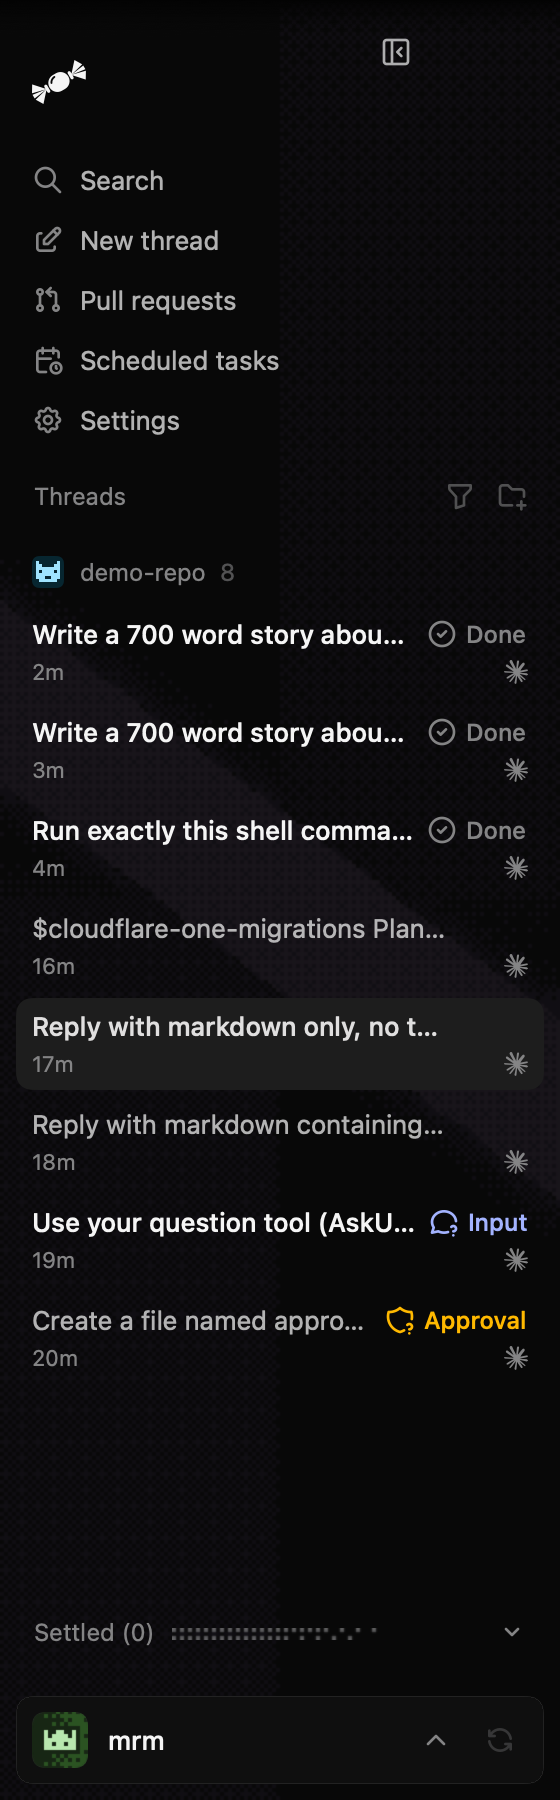 Search
New thread
Pull requests
Scheduled tasks
Settings
Threads
demo-repo 8
Write a 700 word story abou... Done
2m
Write a 700 word story abou... Done
3m
Run exactly this shell comma... Done
4m
$cloudflare-one-migrations Plan...
16m
Reply with markdown only, no t...
17m
Reply with markdown containing...
18m
Use your question tool (AskU... Input
19m
Create a file named appro... Approval
20m
Settled (0)
mrm